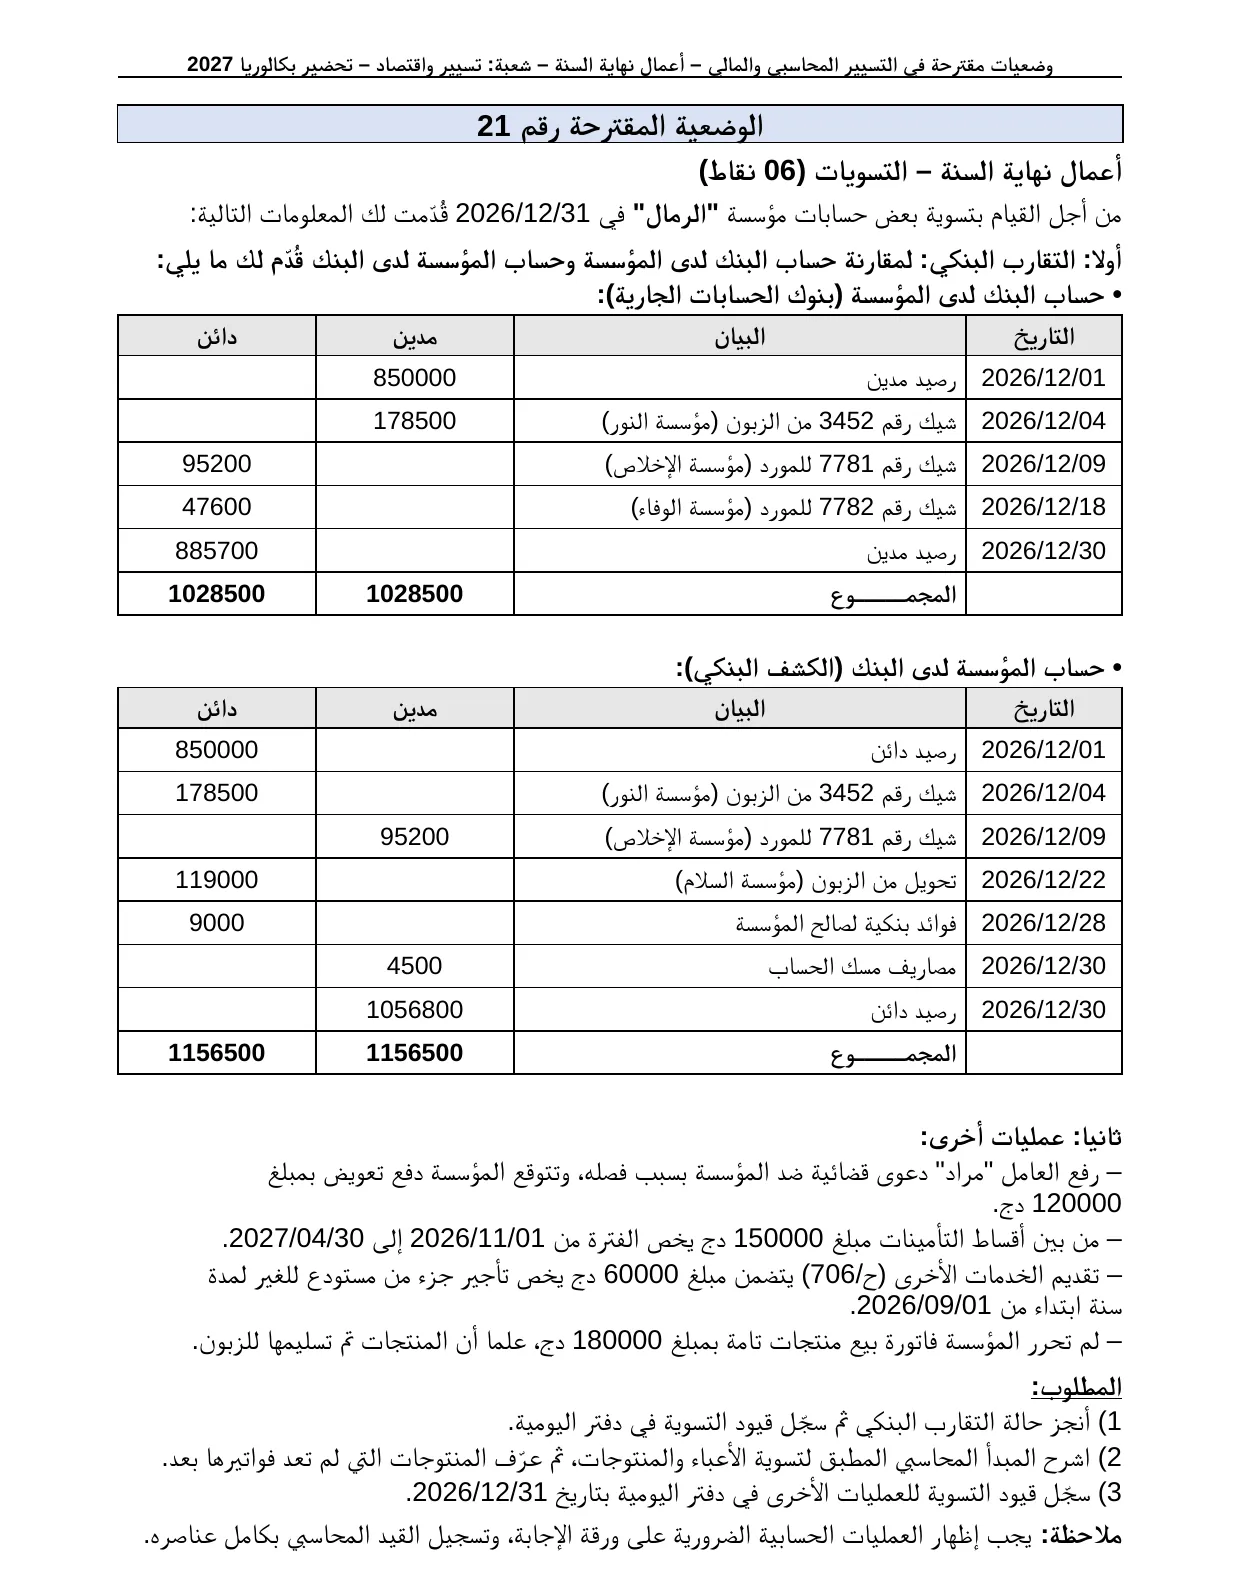 وضعيات مقترحة في التسيير المحاسبي والمالي – أعمال نهاية السنة – شعبة: تسيير واقتصاد – تحضير بكالوريا 2027
الوضعية المقترحة رقم 21
أعمال نهاية السنة – التسويات (06 نقاط)
من أجل القيام بتسوية بعض حسابات مؤسسة "الرمال" في 2026/12/31 قُدّمت لك المعلومات التالية:
أولا: التقارب البنكي: لمقارنة حساب البنك لدى المؤسسة وحساب المؤسسة لدى البنك قُدّم لك ما يلي:
• حساب البنك لدى المؤسسة (بنوك الحسابات الجارية):
التاريخ البيان مدين دائن
2026/12/01 رصيد مدين 850000
2026/12/04 شيك رقم 3452 من الزبون (مؤسسة النور) 178500
2026/12/09 شيك رقم 7781 للمورد (مؤسسة الإخلاص) 95200
2026/12/18 شيك رقم 7782 للمورد (مؤسسة الوفاء) 47600
2026/12/30 رصيد مدين 885700
المجمـــــــوع 1028500 1028500
• حساب المؤسسة لدى البنك (الكشف البنكي):
التاريخ البيان مدين دائن
2026/12/01 رصيد دائن 850000
2026/12/04 شيك رقم 3452 من الزبون (مؤسسة النور) 178500
2026/12/09 شيك رقم 7781 للمورد (مؤسسة الإخلاص) 95200
2026/12/22 تحويل من الزبون (مؤسسة السلام) 119000
2026/12/28 فوائد بنكية لصالح المؤسسة 9000
2026/12/30 مصاريف مسك الحساب 4500
2026/12/30 رصيد دائن 1056800
المجمـــــــوع 1156500 1156500
ثانيا: عمليات أخرى:
– رفع العامل "مراد" دعوى قضائية ضد المؤسسة بسبب فصله، وتتوقع المؤسسة دفع تعويض بمبلغ
120000 دج.
– من بين أقساط التأمينات مبلغ 150000 دج يخص الفترة من 2026/11/01 إلى 2027/04/30.
– تقديم الخدمات الأخرى (ح/706) يتضمن مبلغ 60000 دج يخص تأجير جزء من مستودع للغير لمدة
سنة ابتداء من 2026/09/01.
– لم تحرر المؤسسة فاتورة بيع منتجات تامة بمبلغ 180000 دج، علما أن المنتجات تم تسليمها للزبون.
المطلوب:
1) أنجز حالة التقارب البنكي ثم سجّل قيود التسوية في دفتر اليومية.
2) اشرح المبدأ المحاسبي المطبق لتسوية الأعباء والمنتوجات، ثم عرّف المنتوجات التي لم تعد فواتيرها بعد.
3) سجّل قيود التسوية للعمليات الأخرى في دفتر اليومية بتاريخ 2026/12/31.
ملاحظة: يجب إظهار العمليات الحسابية الضرورية على ورقة الإجابة، وتسجيل القيد المحاسبي بكامل عناصره.